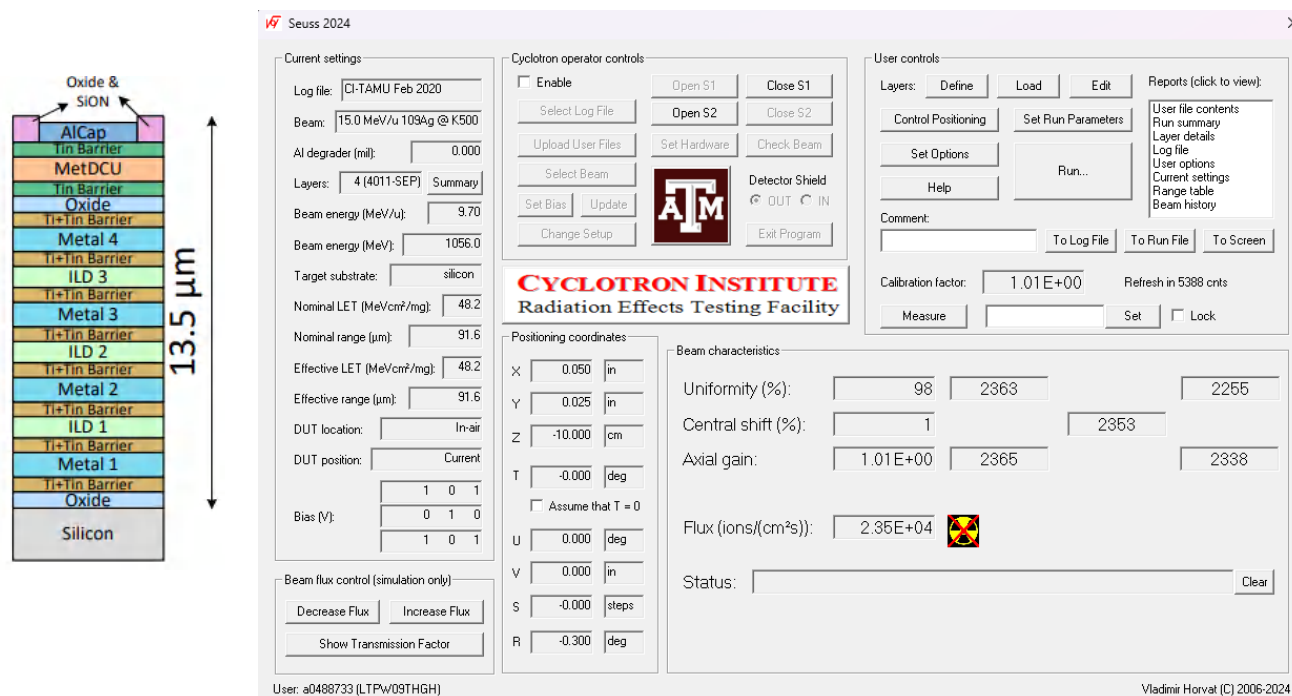 Oxide &
SiON
AlCap
Tin Barrier
MetDCU
Tin Barrier
Oxide
Ti+Tin Barrier
Metal 4
Ti+Tin Barrier
ILD 3
Ti+Tin Barrier
Metal 3
Ti+Tin Barrier
ILD 2
Ti+Tin Barrier
Metal 2
Ti+Tin Barrier
ILD 1
Ti+Tin Barrier
Metal 1
Ti+Tin Barrier
Oxide
Silicon
13.5 µm
Seuss 2024
Current settings
Log file: CI-TAMU Feb 2020
Beam: 15.0 MeV/u 109Ag @ K500
Al degrader (mil): 0.000
Layers: 4 (4011-SEP) Summary
Beam energy (MeV/u): 9.70
Beam energy (MeV): 1056.0
Target substrate: silicon
Nominal LET (MeVcm²/mg): 48.2
Nominal range (µm): 91.6
Effective LET (MeVcm²/mg): 48.2
Effective range (µm): 91.6
DUT location: In-air
DUT position: Current
1 0 1
Bias (V): 0 1 0
1 0 1
Beam flux control (simulation only)
Decrease Flux Increase Flux
Show Transmission Factor
User: a0488733 (LTPW09THGH)
Cyclotron operator controls
Enable Open S1 Close S1
Select Log File Open S2 Close S2
Upload User Files Set Hardware Check Beam
Select Beam
Detector Shield
Set Bias Update OUT IN
Change Setup Exit Program
ATM
CYCLOTRON INSTITUTE
Radiation Effects Testing Facility
Positioning coordinates
X 0.050 in
Y 0.025 in
Z -10.000 cm
T -0.000 deg
Assume that T = 0
U 0.000 deg
V 0.000 in
S -0.000 steps
R -0.300 deg
User controls
Layers: Define Load Edit
Control Positioning Set Run Parameters
Set Options Run...
Help
Reports (click to view):
User file contents
Run summary
Layer details
Log file
User options
Current settings
Range table
Beam history
Comment:
To Log File To Run File To Screen
Calibration factor: 1.01E+00 Refresh in 5388 cnts
Measure Set Lock
Beam characteristics
Uniformity (%): 98 2363 2255
Central shift (%): 1 2353
Axial gain: 1.01E+00 2365 2338
Flux (ions/(cm²s)): 2.35E+04
Status: Clear
Vladimir Horvat (C) 2006-2024